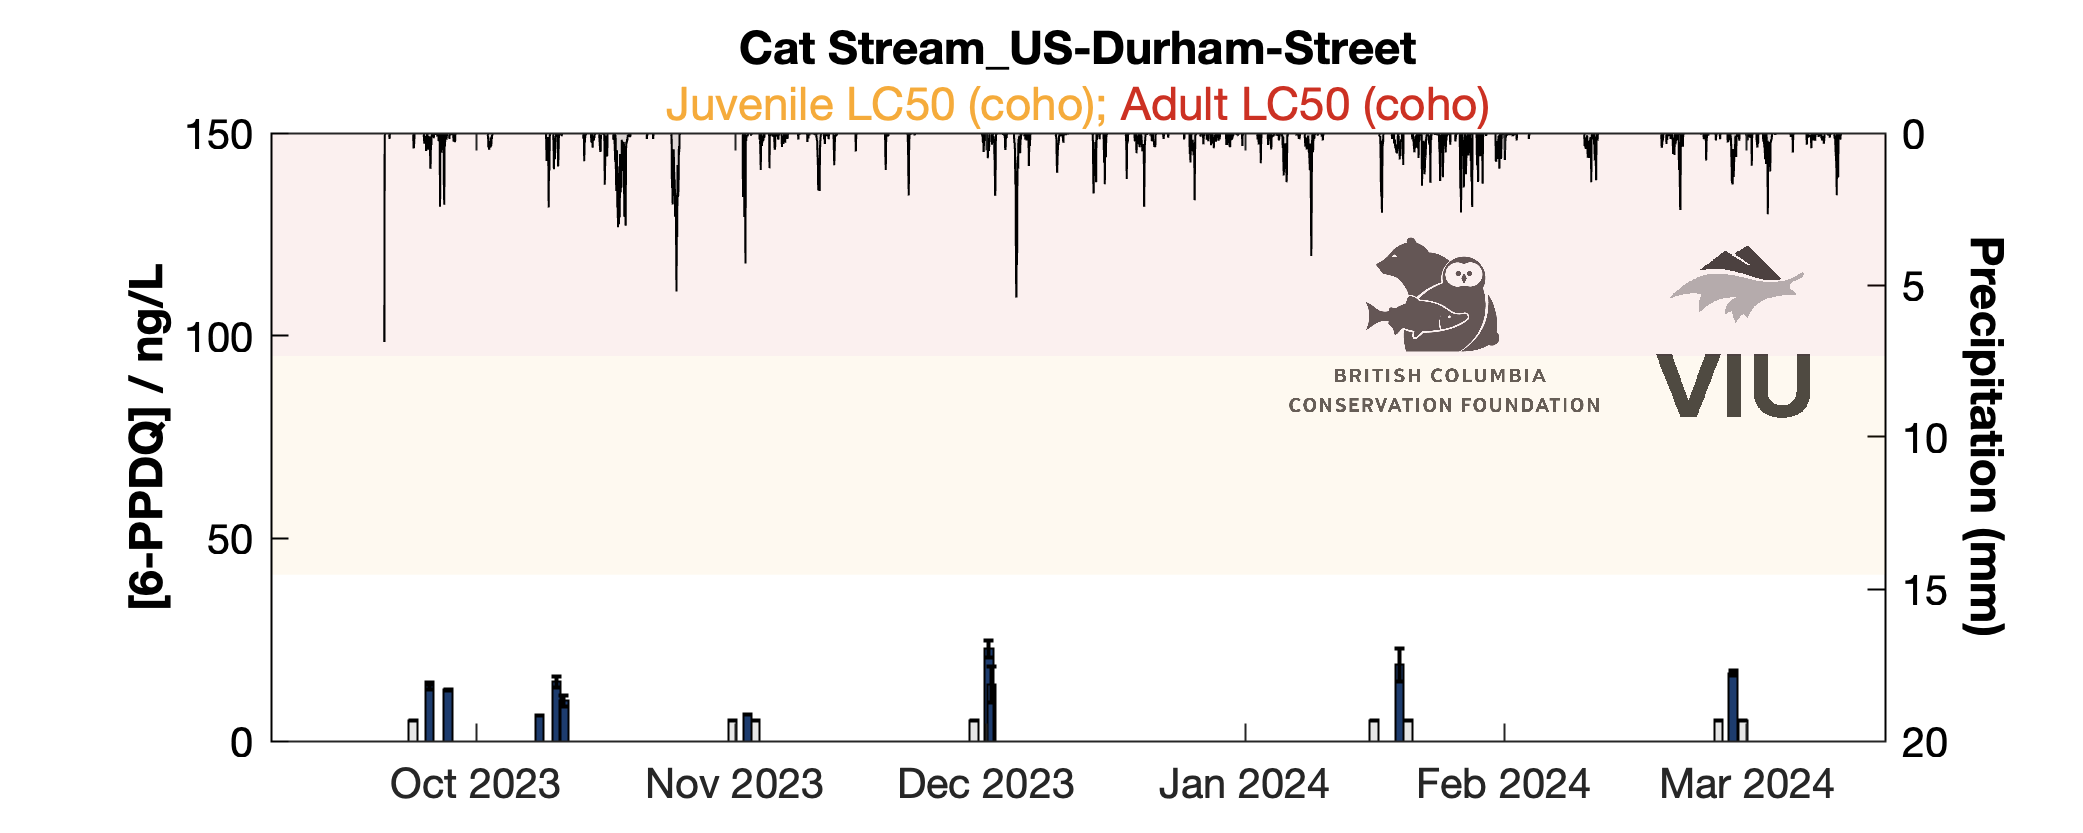 Cat Stream_US-Durham-Street
Juvenile LC50 (coho); Adult LC50 (coho)
150
100
50
0
[6-PPDQ] / ng/L
0
5
10
15
20
Precipitation (mm)
BRITISH COLUMBIA
CONSERVATION FOUNDATION
VIU
Oct 2023 Nov 2023 Dec 2023 Jan 2024 Feb 2024 Mar 2024